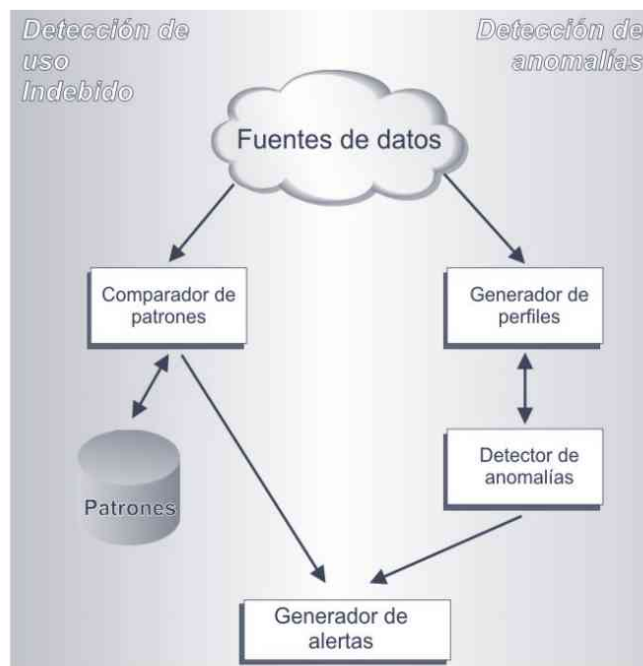 Detección de
uso
Indebido
Detección de
anomalías
Fuentes de datos
Comparador de
patrones
Generador de
perfiles
Patrones
Detector de
anomalías
Generador de
alertas